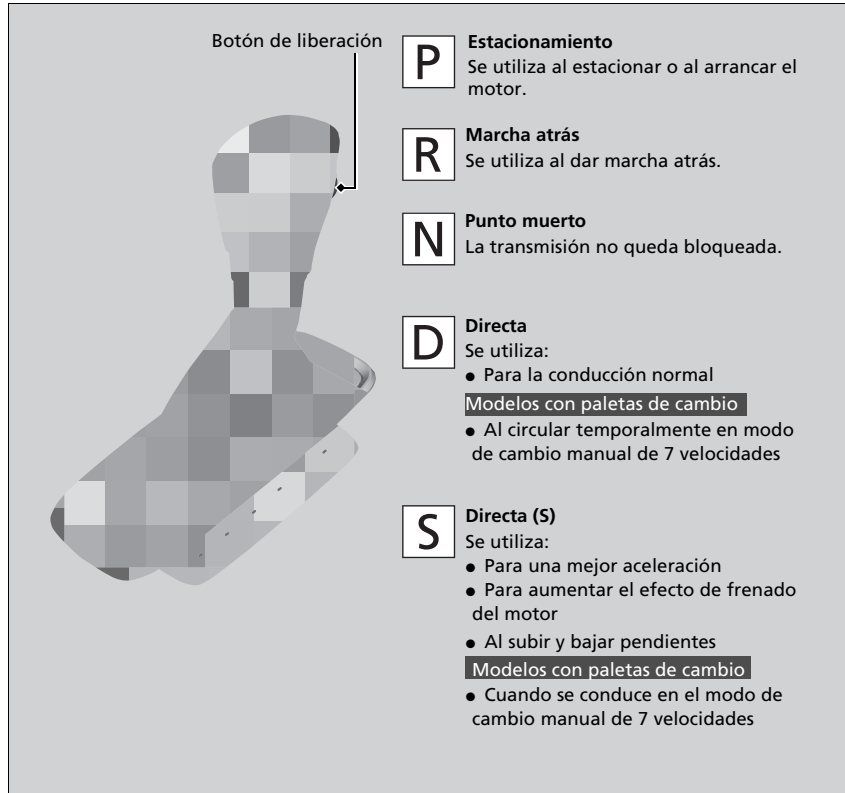 Botón de liberación
P
Estacionamiento
Se utiliza al estacionar o al arrancar el
motor.
R
Marcha atrás
Se utiliza al dar marcha atrás.
N
Punto muerto
La transmisión no queda bloqueada.
D
Directa
Se utiliza:
● Para la conducción normal
Modelos con paletas de cambio
● Al circular temporalmente en modo
de cambio manual de 7 velocidades
S
Directa (S)
Se utiliza:
● Para una mejor aceleración
● Para aumentar el efecto de frenado
del motor
● Al subir y bajar pendientes
Modelos con paletas de cambio
● Cuando se conduce en el modo de
cambio manual de 7 velocidades